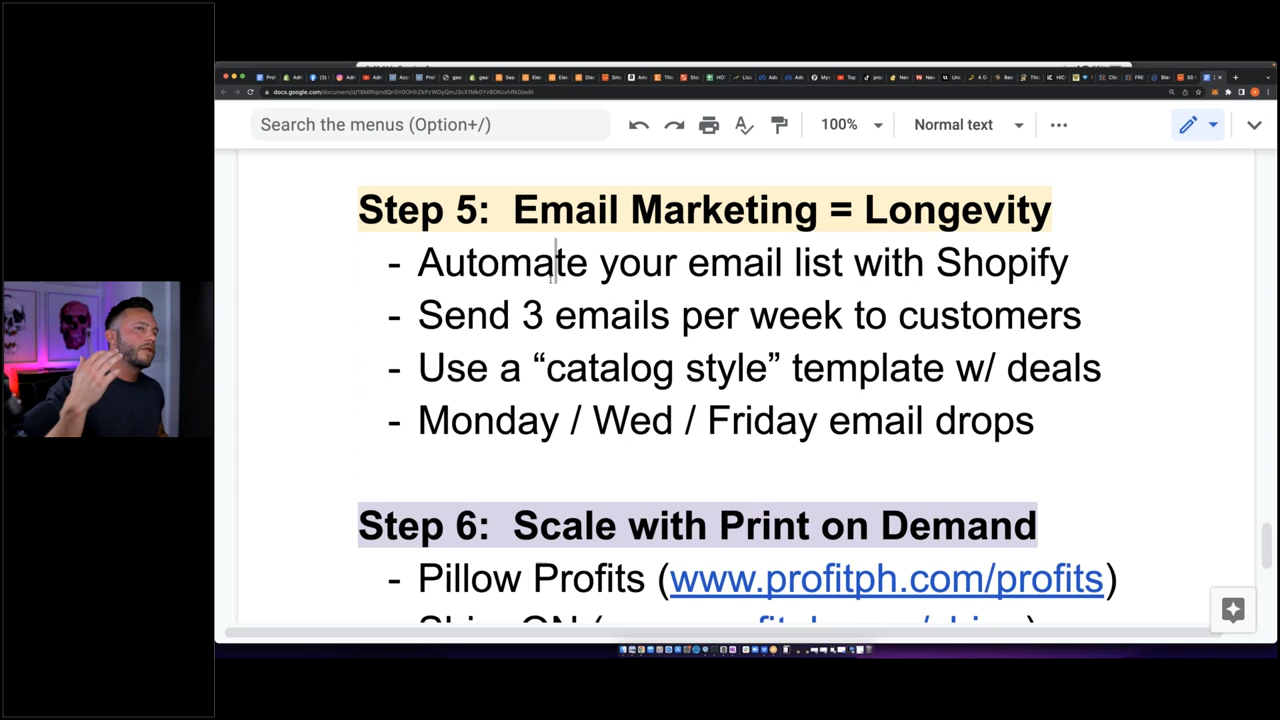 Search the menus (Option+/)
100%
Normal text
Step 5:  Email Marketing = Longevity
- Automate your email list with Shopify
- Send 3 emails per week to customers
- Use a “catalog style” template w/ deals
- Monday / Wed / Friday email drops
Step 6:  Scale with Print on Demand
- Pillow Profits (www.profitph.com/profits)